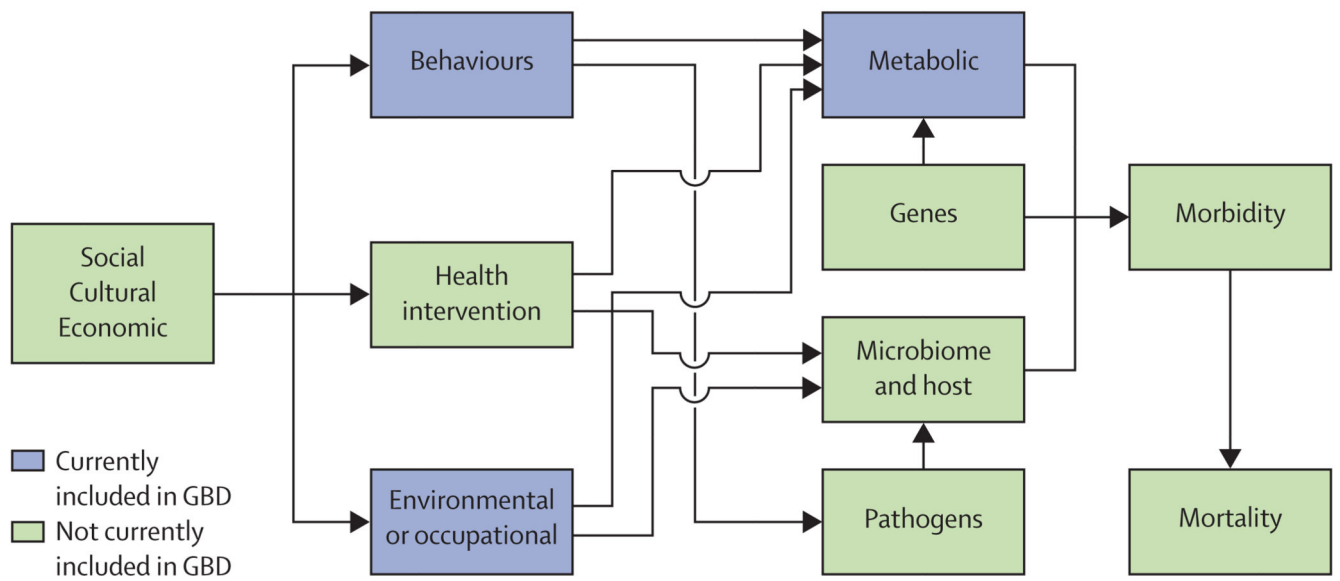 Behaviours
Metabolic
Genes
Morbidity
Social
Cultural
Economic
Health
intervention
Microbiome
and host
Environmental
or occupational
Pathogens
Mortality
Currently
included in GBD
Not currently
included in GBD